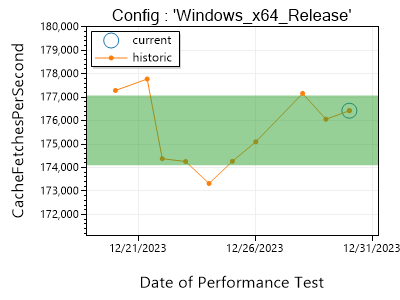 Config : 'Windows_x64_Release'
180,000
179,000
178,000
177,000
176,000
175,000
174,000
173,000
172,000
CacheFetchesPerSecond
current
historic
12/21/2023
12/26/2023
12/31/2023
Date of Performance Test